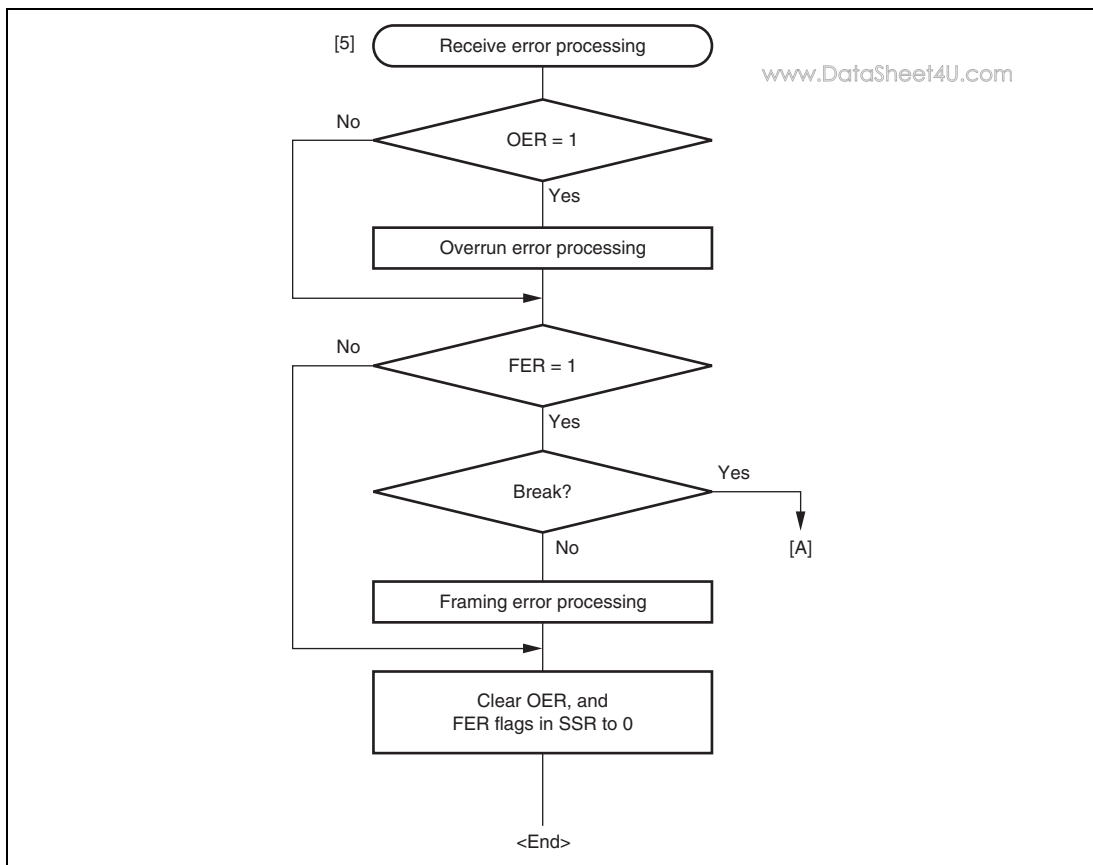 [5] Receive error processing
www.DataSheet4U.com
No
OER = 1
Yes
Overrun error processing
No
FER = 1
Yes
Break?
Yes
No
[A]
Framing error processing
Clear OER, and
FER flags in SSR to 0
<End>